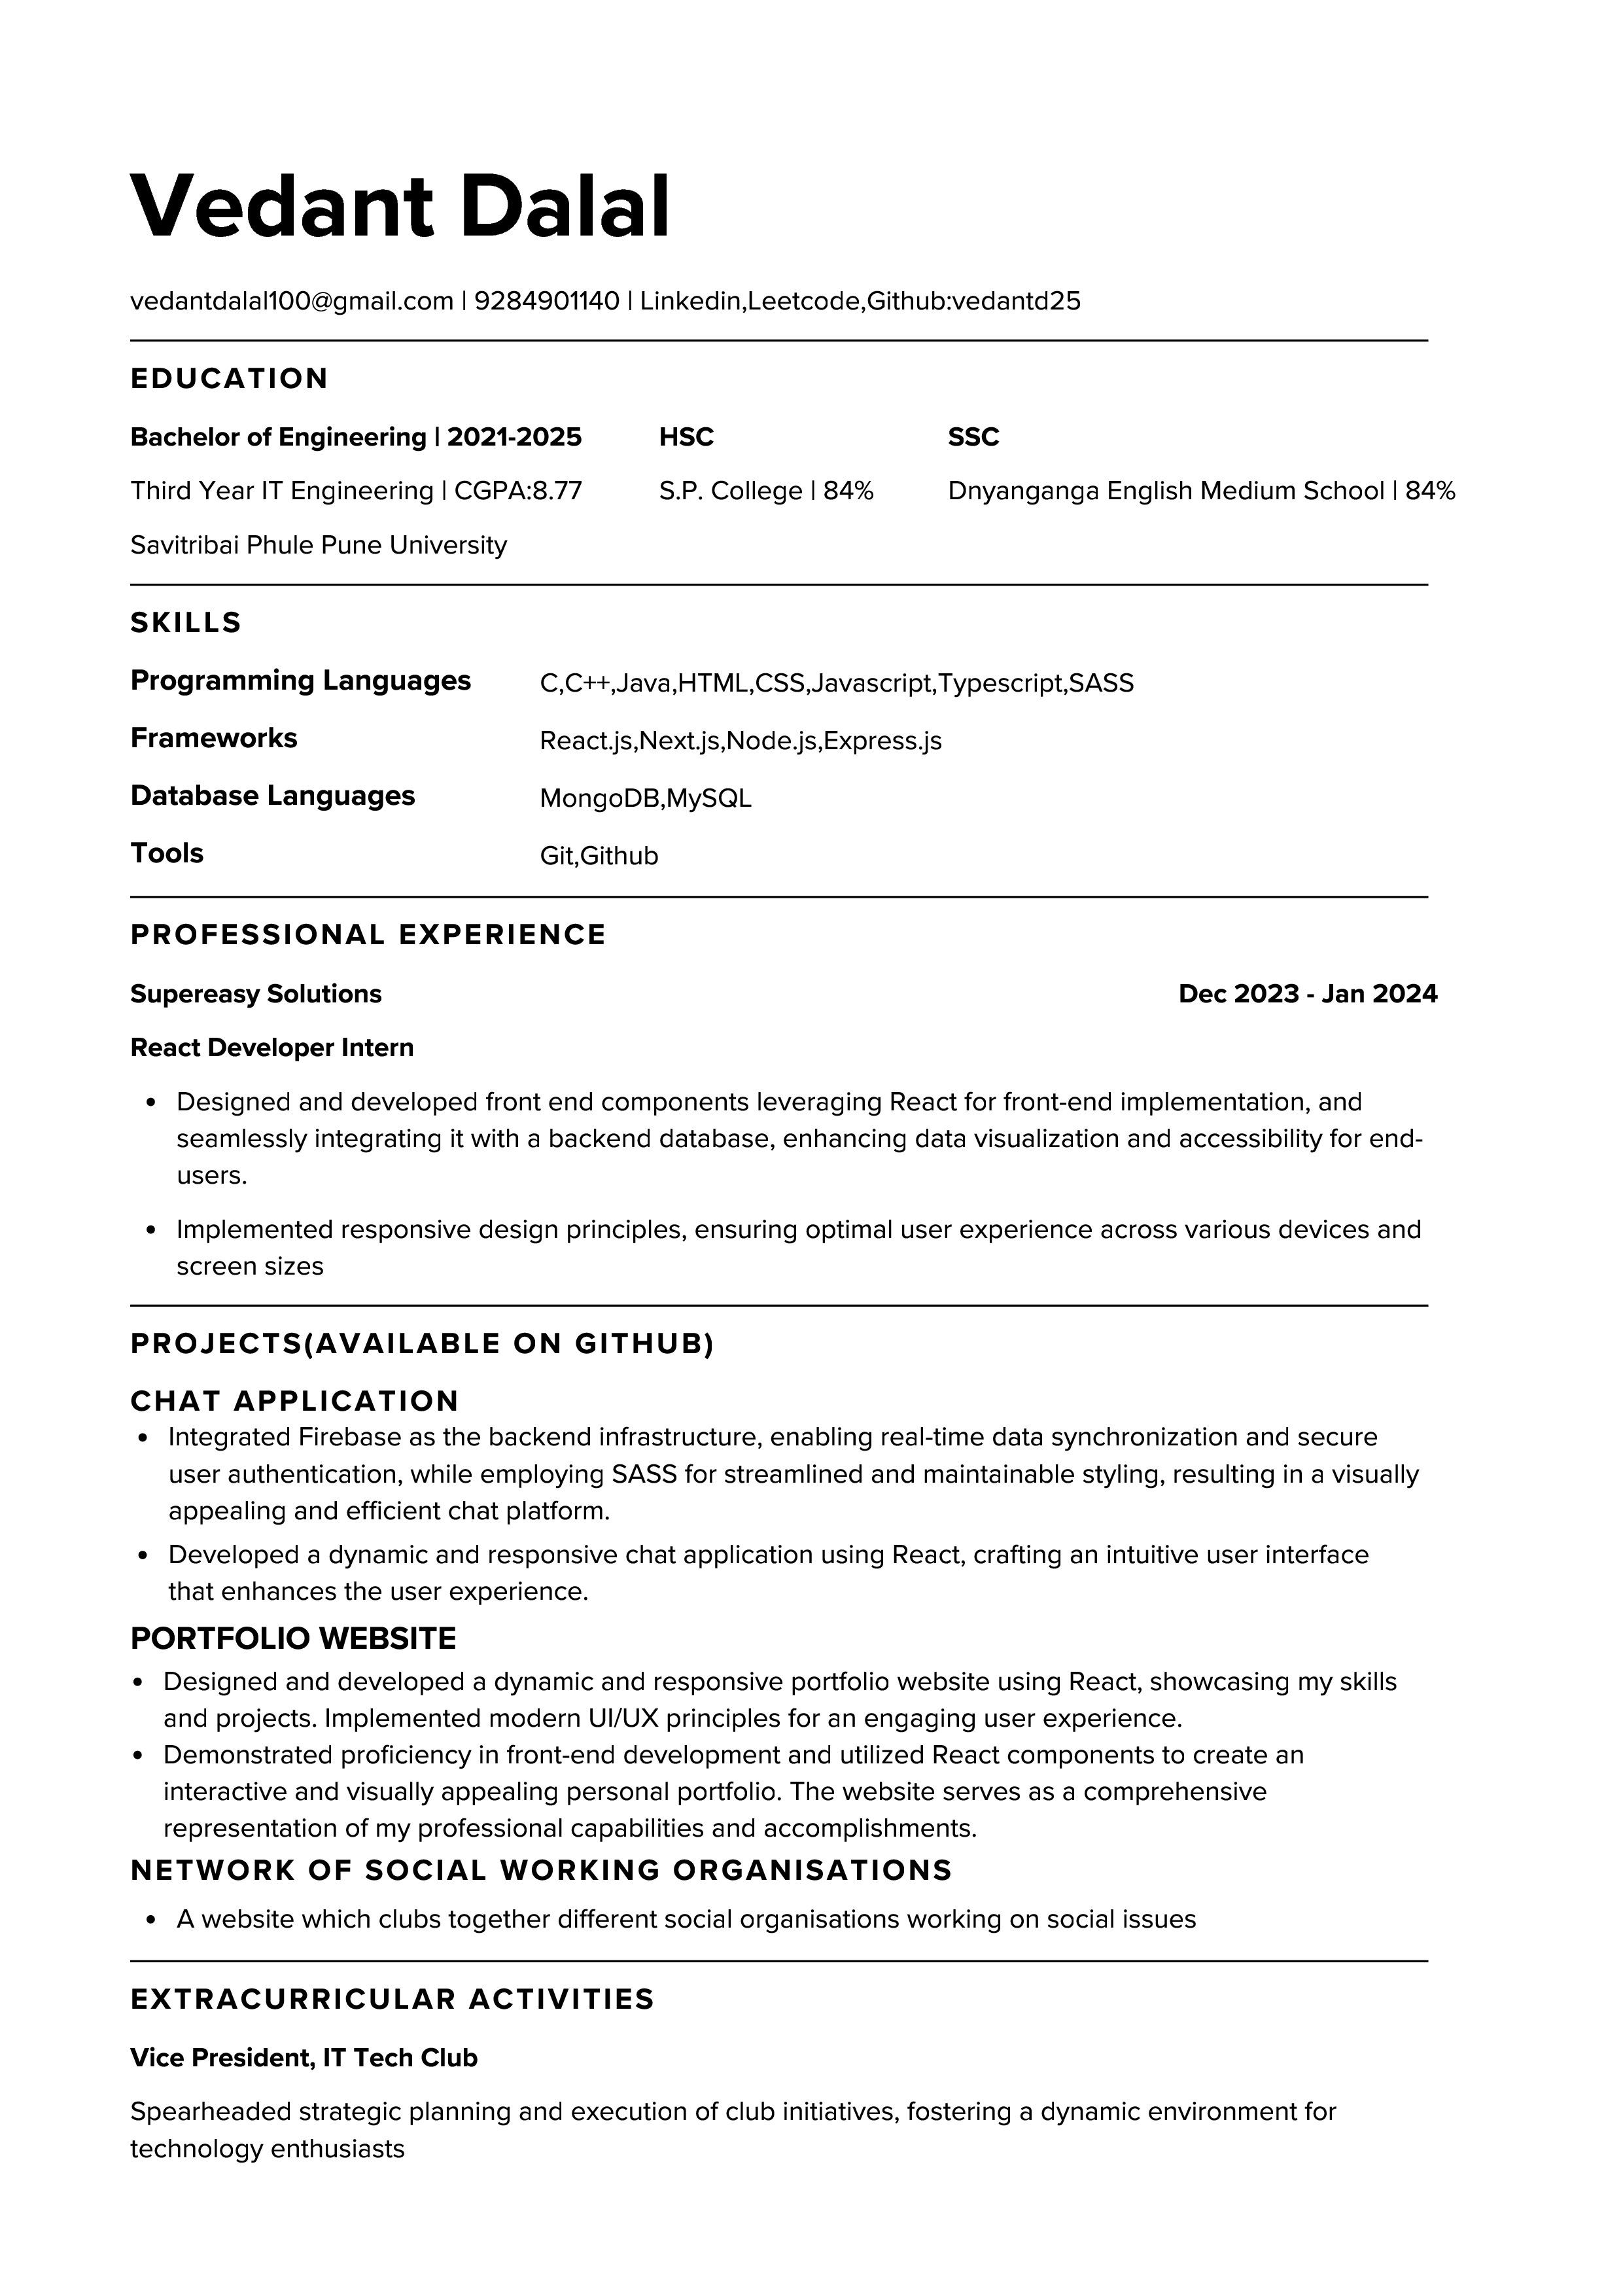 Vedant Dalal
vedantdalal100@gmail.com | 9284901140 | Linkedin,Leetcode,Github:vedantd25
EDUCATION
Bachelor of Engineering | 2021-2025 HSC SSC
Third Year IT Engineering | CGPA:8.77 S.P. College | 84% Dnyanganga English Medium School | 84%
Savitribai Phule Pune University
SKILLS
Programming Languages C,C++,Java,HTML,CSS,Javascript,Typescript,SASS
Frameworks React.js,Next.js,Node.js,Express.js
Database Languages MongoDB,MySQL
Tools Git,Github
PROFESSIONAL EXPERIENCE
Supereasy Solutions Dec 2023 - Jan 2024
React Developer Intern
• Designed and developed front end components leveraging React for front-end implementation, and
seamlessly integrating it with a backend database, enhancing data visualization and accessibility for end-
users.
• Implemented responsive design principles, ensuring optimal user experience across various devices and
screen sizes
PROJECTS(AVAILABLE ON GITHUB)
CHAT APPLICATION
• Integrated Firebase as the backend infrastructure, enabling real-time data synchronization and secure
user authentication, while employing SASS for streamlined and maintainable styling, resulting in a visually
appealing and efficient chat platform.
• Developed a dynamic and responsive chat application using React, crafting an intuitive user interface
that enhances the user experience.
PORTFOLIO WEBSITE
• Designed and developed a dynamic and responsive portfolio website using React, showcasing my skills
and projects. Implemented modern UI/UX principles for an engaging user experience.
• Demonstrated proficiency in front-end development and utilized React components to create an
interactive and visually appealing personal portfolio. The website serves as a comprehensive
representation of my professional capabilities and accomplishments.
NETWORK OF SOCIAL WORKING ORGANISATIONS
• A website which clubs together different social organisations working on social issues
EXTRACURRICULAR ACTIVITIES
Vice President, IT Tech Club
Spearheaded strategic planning and execution of club initiatives, fostering a dynamic environment for
technology enthusiasts